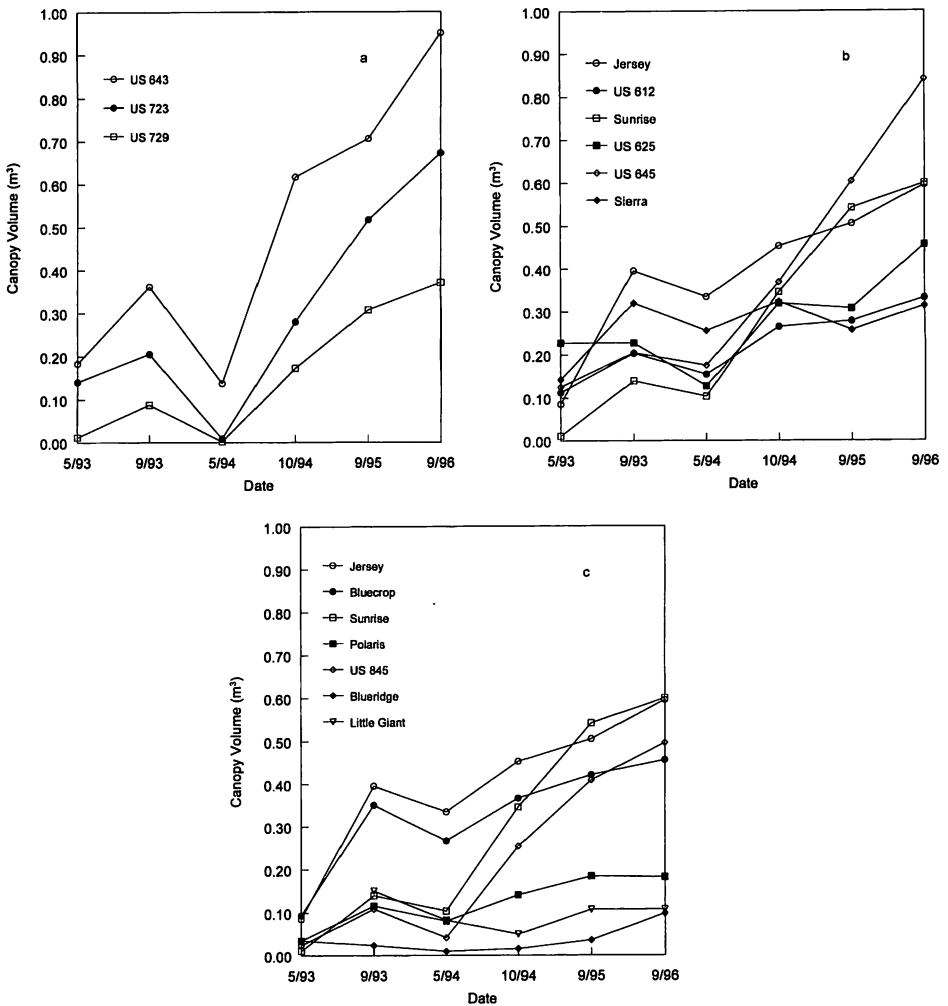 1.00
0.90
0.80
0.70
0.60
0.50
0.40
0.30
0.20
0.10
0.00
Canopy Volume (m³)
a
US 643
US 723
US 729
5/93 9/93 5/94 10/94 9/95 9/96
Date
1.00
0.90
0.80
0.70
0.60
0.50
0.40
0.30
0.20
0.10
0.00
Canopy Volume (m³)
b
Jersey
US 612
Sunrise
US 625
US 645
Sierra
5/93 9/93 5/94 10/94 9/95 9/96
Date
1.00
0.90
0.80
0.70
0.60
0.50
0.40
0.30
0.20
0.10
0.00
Canopy Volume (m³)
c
Jersey
Bluecrop
Sunrise
Polaris
US 845
Blueridge
Little Giant
5/93 9/93 5/94 10/94 9/95 9/96
Date